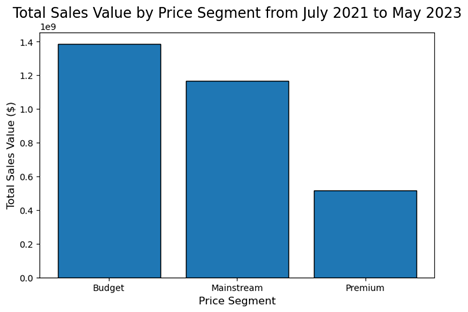 Total Sales Value by Price Segment from July 2021 to May 2023
1e9
1.4
1.2
1.0
0.8
0.6
0.4
0.2
0.0
Total Sales Value ($)
Budget Mainstream Premium
Price Segment